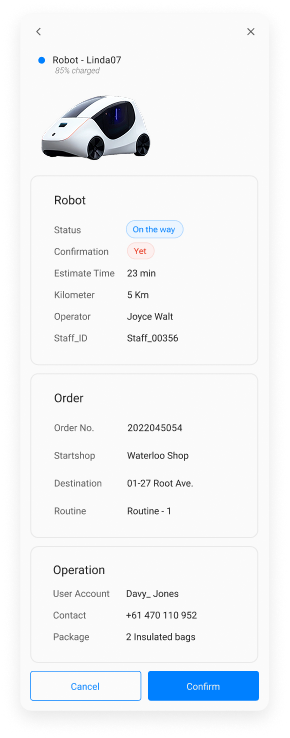 Robot - Linda07
85% charged
Robot
Status On the way
Confirmation Yet
Estimate Time 23 min
Kilometer 5 Km
Operator Joyce Walt
Staff_ID Staff_00356
Order
Order No. 2022045054
Startshop Waterloo Shop
Destination 01-27 Root Ave.
Routine Routine - 1
Operation
User Account Davy_ Jones
Contact +61 470 110 952
Package 2 Insulated bags
Cancel Confirm